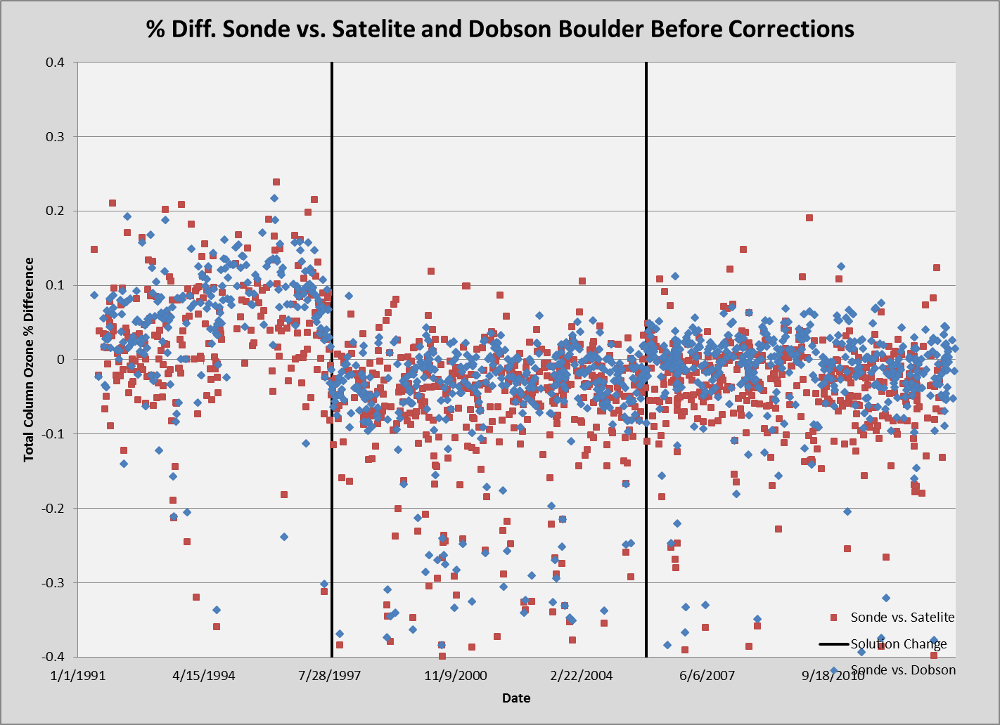 % Diff. Sonde vs. Satelite and Dobson Boulder Before Corrections
Total Column Ozone % Difference
0.4
0.3
0.2
0.1
0
-0.1
-0.2
-0.3
-0.4
1/1/1991 4/15/1994 7/28/1997 11/9/2000 2/22/2004 6/6/2007 9/18/2010
Date
Sonde vs. Satelite
Solution Change
Sonde vs. Dobson